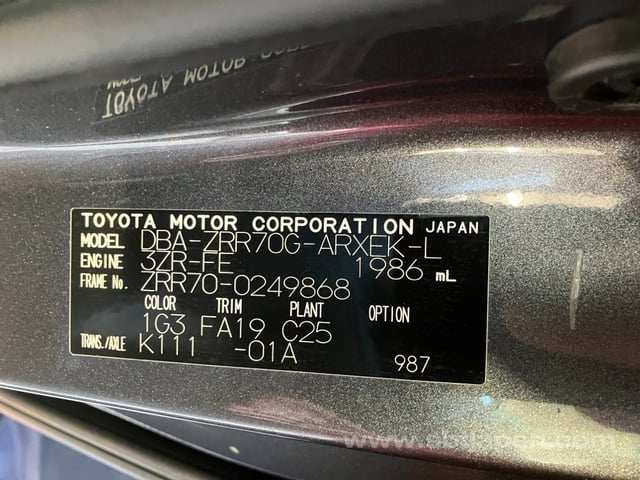 TOYOTA MOTOR CORPORATION JAPAN
MODEL DBA-ZRR70G-ARXEK-L
ENGINE 3ZR-FE 1986 mL
FRAME No. ZRR70-0249868
COLOR TRIM PLANT OPTION
1G3 FA19 C25
TRANS./AXLE K111 -01A
987